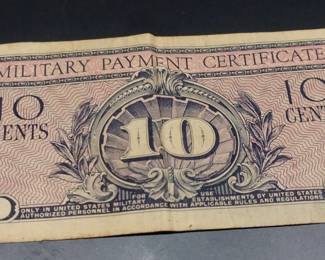 MILITARY PAYMENT CERTIFICATE
10 10 10
CENTS CENT
FOR USE
ONLY IN UNITED STATES MILITARY ESTABLISHMENTS BY UNITED STATES
AUTHORIZED PERSONNEL IN ACCORDANCE WITH APPLICABLE RULES AND REGULATIONS